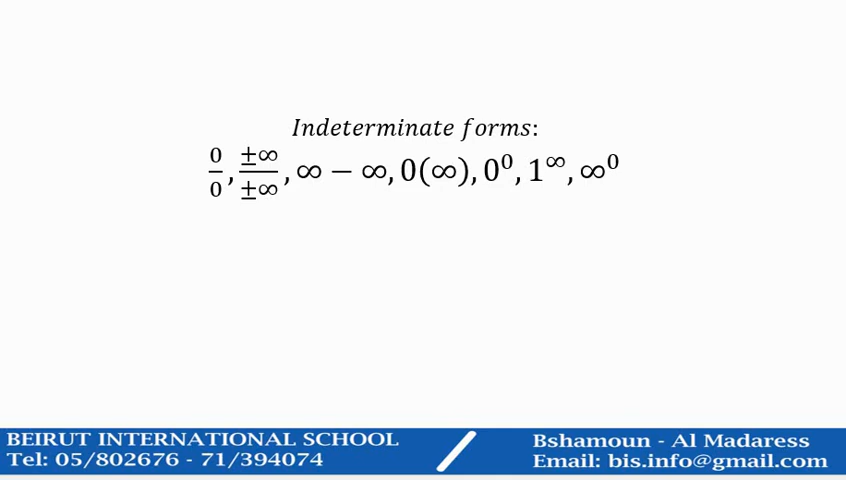 Indeterminate forms:
0/0, ±∞/±∞, ∞ − ∞, 0(∞), 0⁰, 1^∞, ∞⁰
BEIRUT INTERNATIONAL SCHOOL
Tel: 05/802676 - 71/394074
Bshamoun - Al Madaress
Email: bis.info@gmail.com